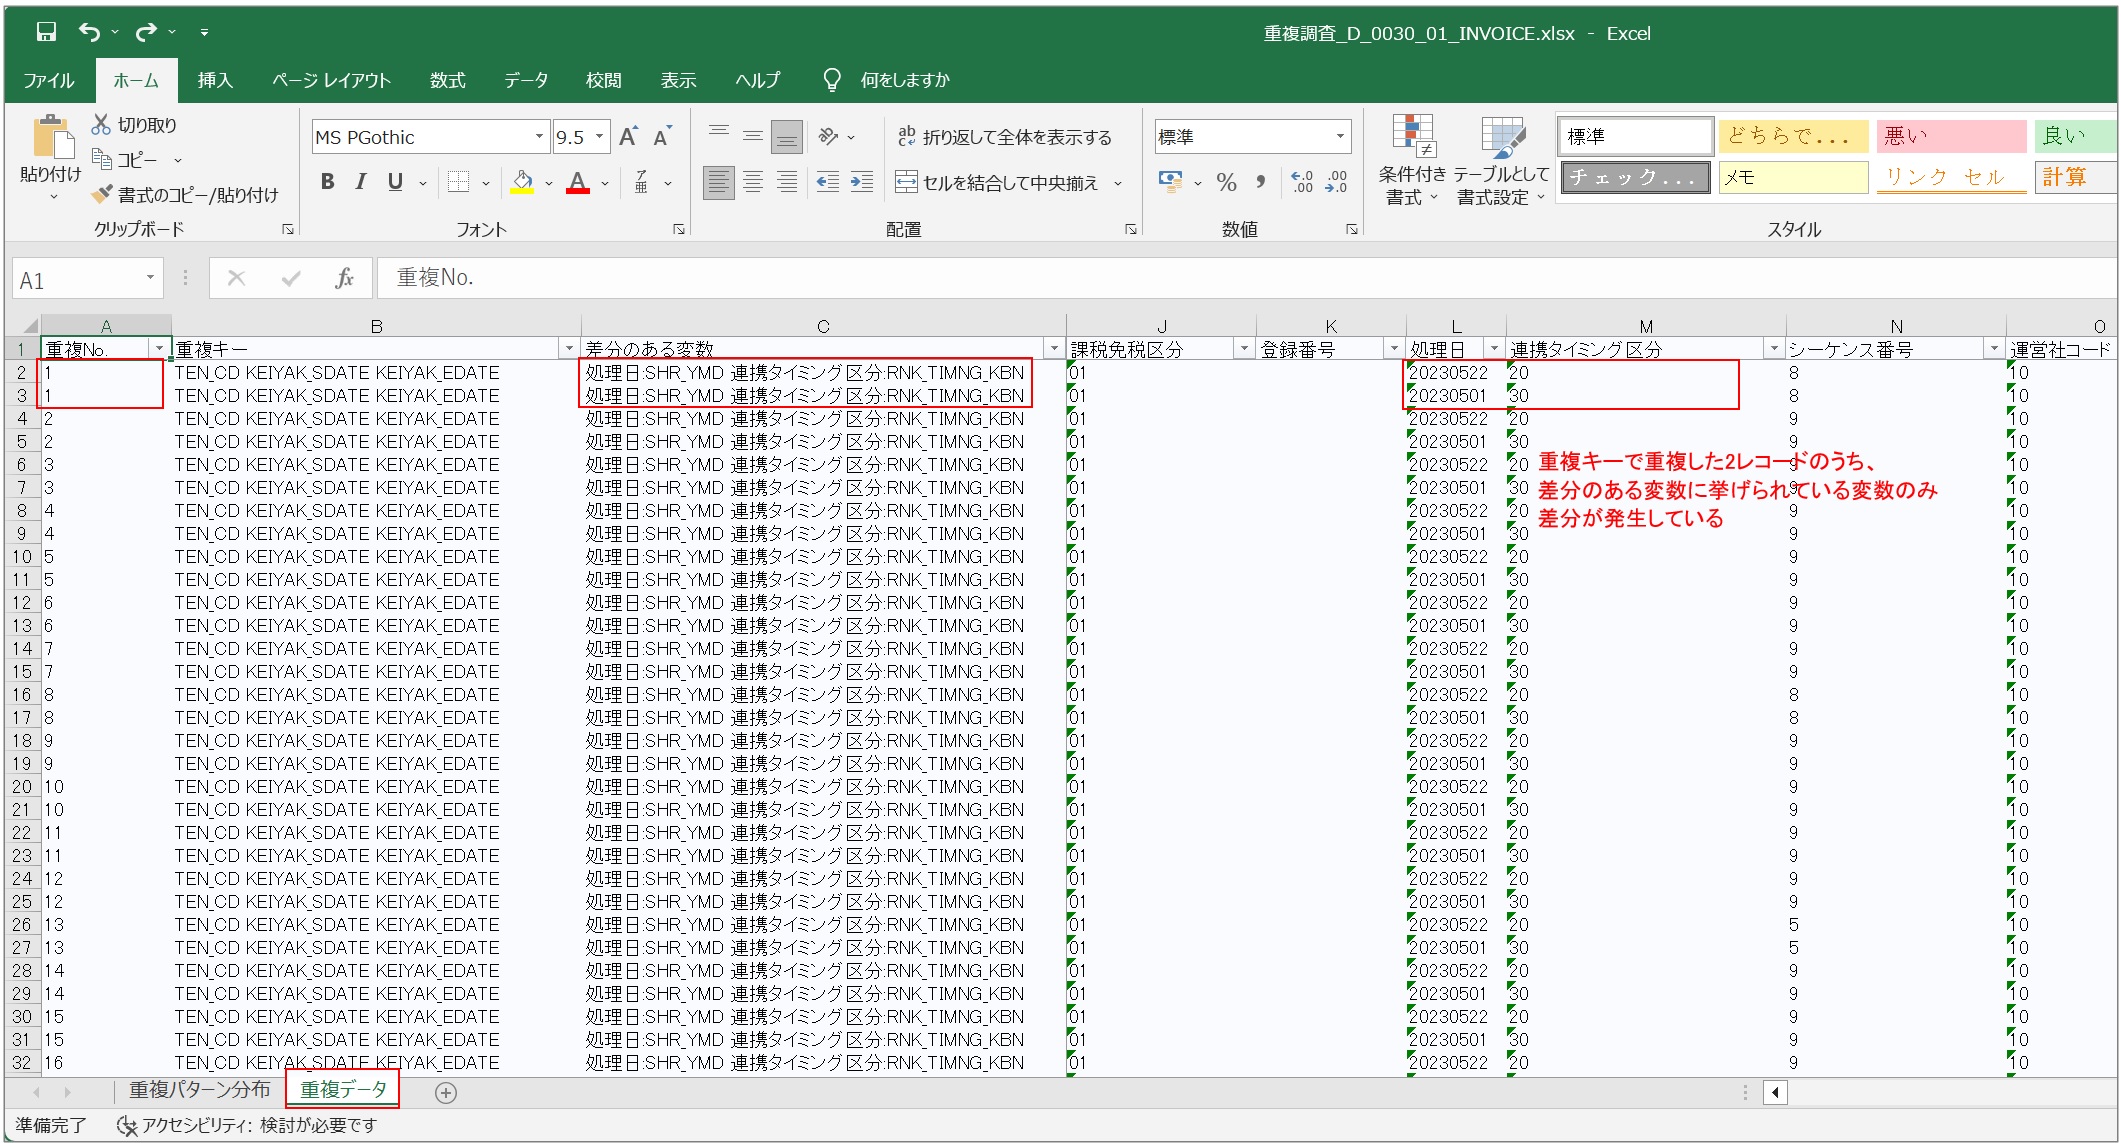 重複調査_D_0030_01_INVOICE.xlsx - Excel
ファイル ホーム 挿入 ページ レイアウト 数式 データ 校閲 表示 ヘルプ 何をしますか
貼り付け
切り取り
コピー
書式のコピー/貼り付け
クリップボード
MS PGothic 9.5
B I U
フォント
折り返して全体を表示する
セルを結合して中央揃え
配置
標準
数値
条件付き書式
テーブルとして書式設定
標準 どちらで... 悪い 良い
チェック... メモ リンク セル 計算
スタイル
A1 fx 重複No.
A B C J K L M N O
1 重複No. 重複キー 差分のある変数 課税免税区分 登録番号 処理日 連携タイミング区分 シーケンス番号 運営社コード
2 1 TEN_CD KEIYAK_SDATE KEIYAK_EDATE 処理日:SHR_YMD 連携タイミング区分:RNK_TIMNG_KBN 01 20230522 20 8 10
3 1 TEN_CD KEIYAK_SDATE KEIYAK_EDATE 処理日:SHR_YMD 連携タイミング区分:RNK_TIMNG_KBN 01 20230501 30 8 10
4 2 TEN_CD KEIYAK_SDATE KEIYAK_EDATE 処理日:SHR_YMD 連携タイミング区分:RNK_TIMNG_KBN 01 20230522 20 9 10
5 2 TEN_CD KEIYAK_SDATE KEIYAK_EDATE 処理日:SHR_YMD 連携タイミング区分:RNK_TIMNG_KBN 01 20230501 30 9 10
6 3 TEN_CD KEIYAK_SDATE KEIYAK_EDATE 処理日:SHR_YMD 連携タイミング区分:RNK_TIMNG_KBN 01 20230522 20 9 10
7 3 TEN_CD KEIYAK_SDATE KEIYAK_EDATE 処理日:SHR_YMD 連携タイミング区分:RNK_TIMNG_KBN 01 20230501 30 9 10
8 4 TEN_CD KEIYAK_SDATE KEIYAK_EDATE 処理日:SHR_YMD 連携タイミング区分:RNK_TIMNG_KBN 01 20230522 20 9 10
9 4 TEN_CD KEIYAK_SDATE KEIYAK_EDATE 処理日:SHR_YMD 連携タイミング区分:RNK_TIMNG_KBN 01 20230501 30 9 10
重複キーで重複した2レコードのうち、
差分のある変数に挙げられている変数のみ
差分が発生している
10 5 TEN_CD KEIYAK_SDATE KEIYAK_EDATE 処理日:SHR_YMD 連携タイミング区分:RNK_TIMNG_KBN 01 20230522 20 9 10
11 5 TEN_CD KEIYAK_SDATE KEIYAK_EDATE 処理日:SHR_YMD 連携タイミング区分:RNK_TIMNG_KBN 01 20230501 30 9 10
12 6 TEN_CD KEIYAK_SDATE KEIYAK_EDATE 処理日:SHR_YMD 連携タイミング区分:RNK_TIMNG_KBN 01 20230522 20 9 10
13 6 TEN_CD KEIYAK_SDATE KEIYAK_EDATE 処理日:SHR_YMD 連携タイミング区分:RNK_TIMNG_KBN 01 20230501 30 9 10
14 7 TEN_CD KEIYAK_SDATE KEIYAK_EDATE 処理日:SHR_YMD 連携タイミング区分:RNK_TIMNG_KBN 01 20230522 20 9 10
15 7 TEN_CD KEIYAK_SDATE KEIYAK_EDATE 処理日:SHR_YMD 連携タイミング区分:RNK_TIMNG_KBN 01 20230501 30 9 10
16 8 TEN_CD KEIYAK_SDATE KEIYAK_EDATE 処理日:SHR_YMD 連携タイミング区分:RNK_TIMNG_KBN 01 20230522 20 8 10
17 8 TEN_CD KEIYAK_SDATE KEIYAK_EDATE 処理日:SHR_YMD 連携タイミング区分:RNK_TIMNG_KBN 01 20230501 30 8 10
18 9 TEN_CD KEIYAK_SDATE KEIYAK_EDATE 処理日:SHR_YMD 連携タイミング区分:RNK_TIMNG_KBN 01 20230522 20 9 10
19 9 TEN_CD KEIYAK_SDATE KEIYAK_EDATE 処理日:SHR_YMD 連携タイミング区分:RNK_TIMNG_KBN 01 20230501 30 9 10
20 10 TEN_CD KEIYAK_SDATE KEIYAK_EDATE 処理日:SHR_YMD 連携タイミング区分:RNK_TIMNG_KBN 01 20230522 20 9 10
21 10 TEN_CD KEIYAK_SDATE KEIYAK_EDATE 処理日:SHR_YMD 連携タイミング区分:RNK_TIMNG_KBN 01 20230501 30 9 10
22 11 TEN_CD KEIYAK_SDATE KEIYAK_EDATE 処理日:SHR_YMD 連携タイミング区分:RNK_TIMNG_KBN 01 20230522 20 9 10
23 11 TEN_CD KEIYAK_SDATE KEIYAK_EDATE 処理日:SHR_YMD 連携タイミング区分:RNK_TIMNG_KBN 01 20230501 30 9 10
24 12 TEN_CD KEIYAK_SDATE KEIYAK_EDATE 処理日:SHR_YMD 連携タイミング区分:RNK_TIMNG_KBN 01 20230522 20 9 10
25 12 TEN_CD KEIYAK_SDATE KEIYAK_EDATE 処理日:SHR_YMD 連携タイミング区分:RNK_TIMNG_KBN 01 20230501 30 9 10
26 13 TEN_CD KEIYAK_SDATE KEIYAK_EDATE 処理日:SHR_YMD 連携タイミング区分:RNK_TIMNG_KBN 01 20230522 20 5 10
27 13 TEN_CD KEIYAK_SDATE KEIYAK_EDATE 処理日:SHR_YMD 連携タイミング区分:RNK_TIMNG_KBN 01 20230501 30 5 10
28 14 TEN_CD KEIYAK_SDATE KEIYAK_EDATE 処理日:SHR_YMD 連携タイミング区分:RNK_TIMNG_KBN 01 20230522 20 9 10
29 14 TEN_CD KEIYAK_SDATE KEIYAK_EDATE 処理日:SHR_YMD 連携タイミング区分:RNK_TIMNG_KBN 01 20230501 30 9 10
30 15 TEN_CD KEIYAK_SDATE KEIYAK_EDATE 処理日:SHR_YMD 連携タイミング区分:RNK_TIMNG_KBN 01 20230522 20 9 10
31 15 TEN_CD KEIYAK_SDATE KEIYAK_EDATE 処理日:SHR_YMD 連携タイミング区分:RNK_TIMNG_KBN 01 20230501 30 9 10
32 16 TEN_CD KEIYAK_SDATE KEIYAK_EDATE 処理日:SHR_YMD 連携タイミング区分:RNK_TIMNG_KBN 01 20230522 20 9 10
重複パターン分布 重複データ
準備完了 アクセシビリティ: 検討が必要です